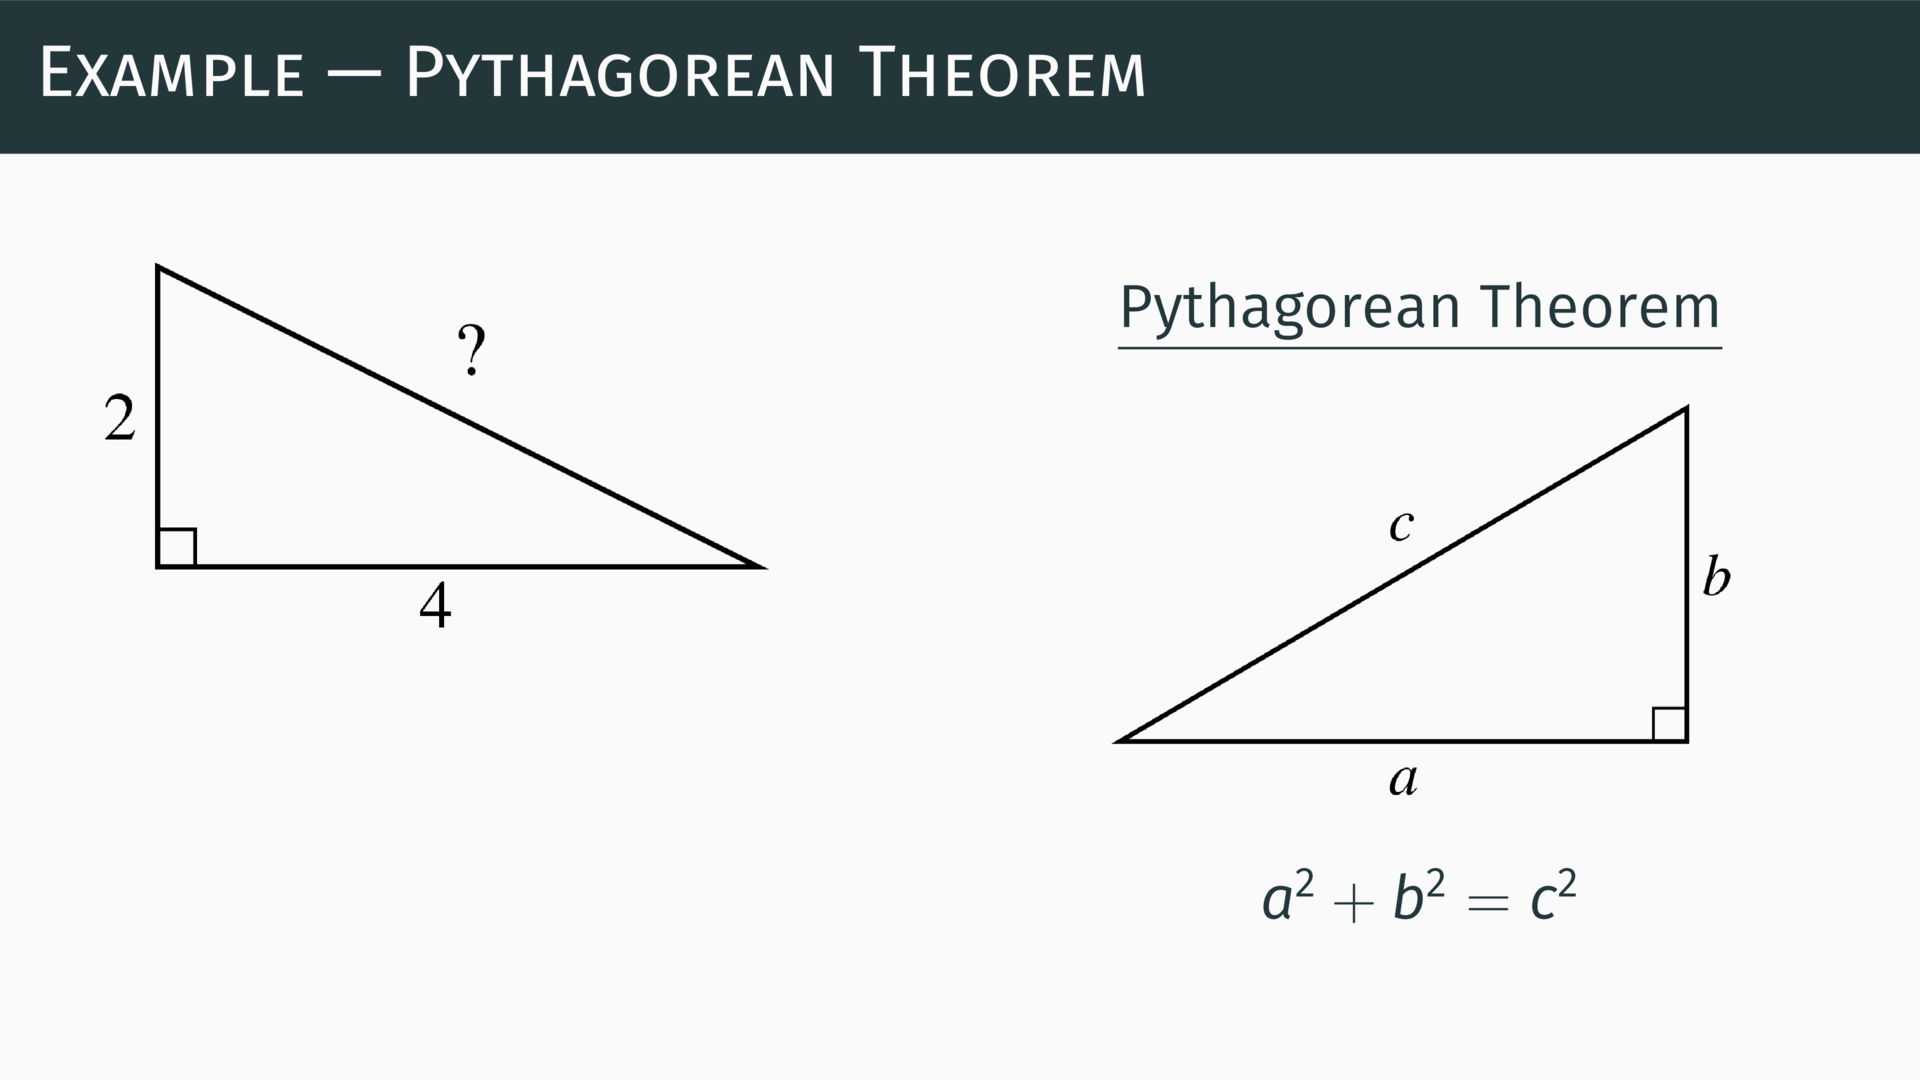 Example — Pythagorean Theorem
?
2
4
Pythagorean Theorem
c
b
a
a² + b² = c²